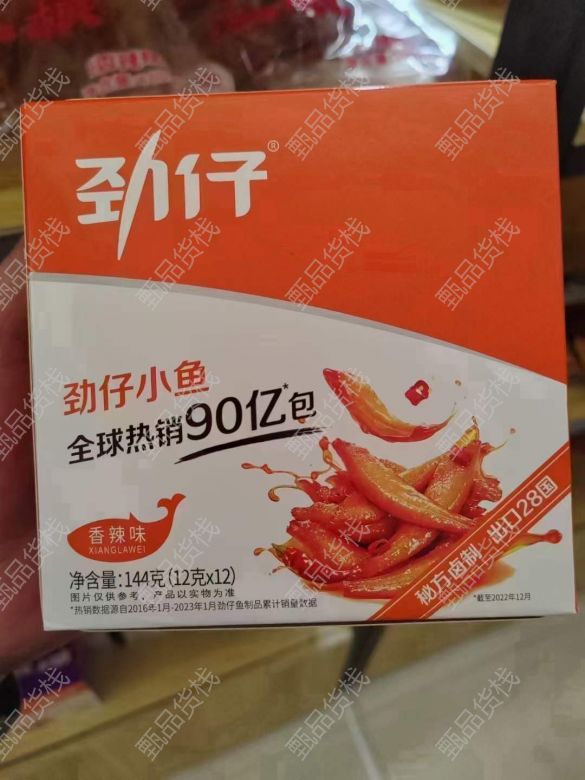 劲仔®
劲仔小鱼
全球热销90亿*包
香辣味
XIANGLAWEI
净含量:144克(12克x12)
图片仅供参考,产品以实物为准
*热销数据源自2016年1月-2023年1月劲仔鱼制品累计销量数据
秘方卤制 出口28国
*截至2022年12月
甄品货栈